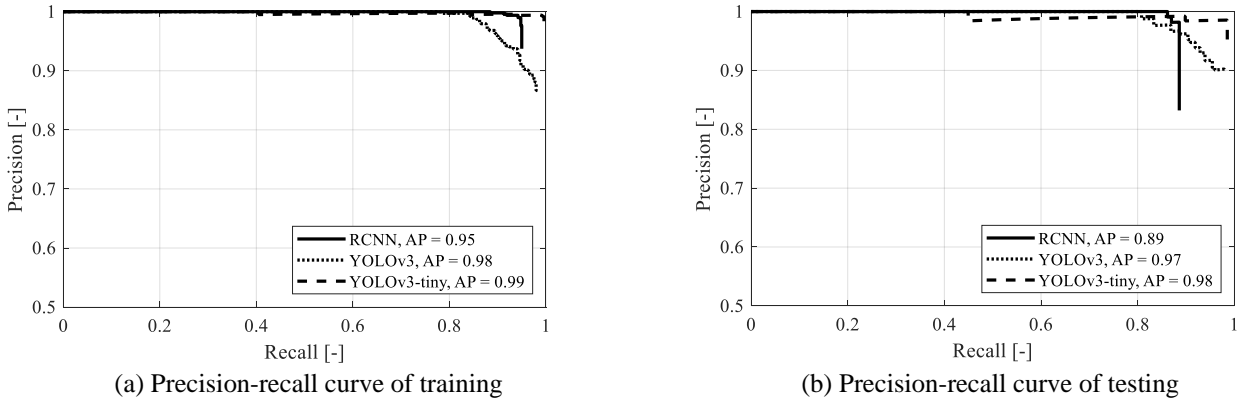 1
0.9
0.8
0.7
0.6
0.5
Precision [-]
RCNN, AP = 0.95
YOLOv3, AP = 0.98
YOLOv3-tiny, AP = 0.99
0 0.2 0.4 0.6 0.8 1
Recall [-]
(a) Precision-recall curve of training
1
0.9
0.8
0.7
0.6
0.5
Precision [-]
RCNN, AP = 0.89
YOLOv3, AP = 0.97
YOLOv3-tiny, AP = 0.98
0 0.2 0.4 0.6 0.8 1
Recall [-]
(b) Precision-recall curve of testing